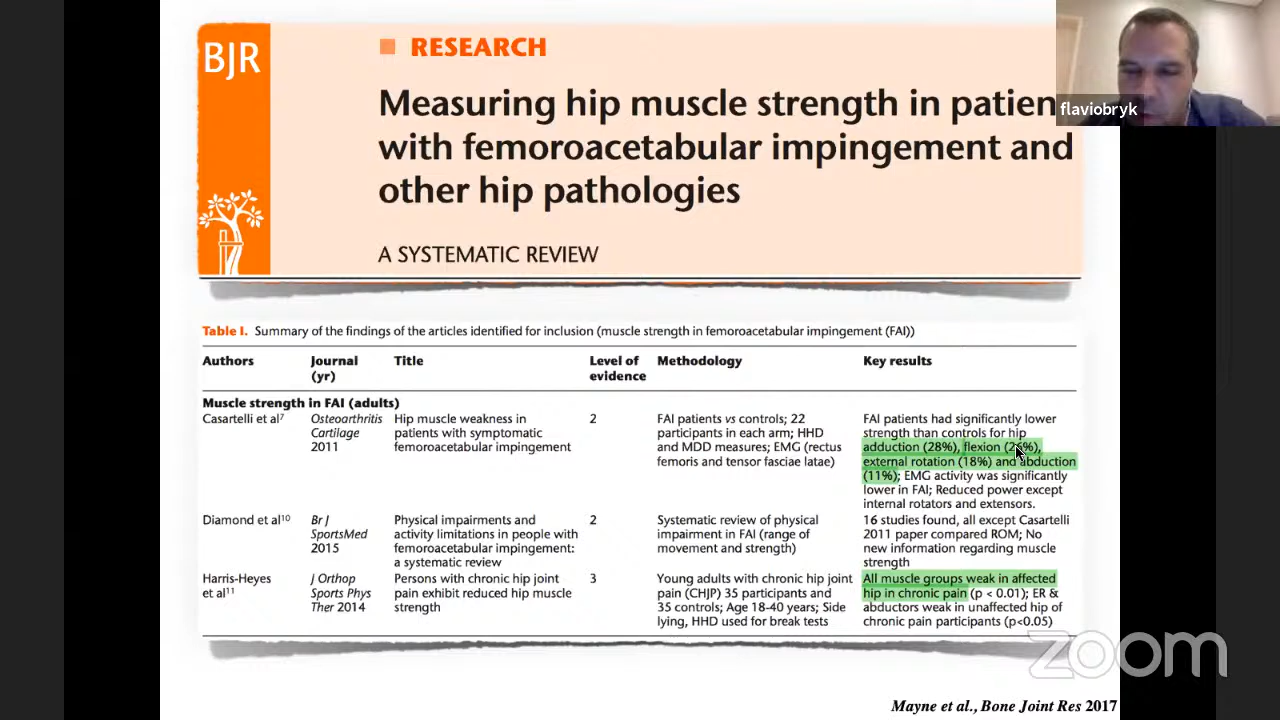 BJR
RESEARCH
Measuring hip muscle strength in patien
with femoroacetabular impingement and
other hip pathologies
A SYSTEMATIC REVIEW
flaviobryk
Table I. Summary of the findings of the articles identified for inclusion (muscle strength in femoroacetabular impingement (FAI))
Authors Journal (yr) Title Level of evidence Methodology Key results
Muscle strength in FAI (adults)
Casartelli et al7
Osteoarthritis
Cartilage
2011
Hip muscle weakness in
patients with symptomatic
femoroacetabular impingement
2
FAI patients vs controls; 22
participants in each arm; HHD
and MDD measures; EMG (rectus
femoris and tensor fasciae latae)
FAI patients had significantly lower
strength than controls for hip
adduction (28%), flexion (26%),
external rotation (18%) and abduction
(11%); EMG activity was significantly
lower in FAI; Reduced power except
internal rotators and extensors.
Diamond et al10
Br J
SportsMed
2015
Physical impairments and
activity limitations in people with
femoroacetabular impingement:
a systematic review
2
Systematic review of physical
impairment in FAI (range of
movement and strength)
16 studies found, all except Casartelli
2011 paper compared ROM; No
new information regarding muscle
strength
Harris-Heyes
et al11
J Orthop
Sports Phys
Ther 2014
Persons with chronic hip joint
pain exhibit reduced hip muscle
strength
3
Young adults with chronic hip joint
pain (CHJP) 35 participants and
35 controls; Age 18-40 years; Side
lying, HHD used for break tests
All muscle groups weak in affected
hip in chronic pain (p < 0.01); ER &
abductors weak in unaffected hip of
chronic pain participants (p<0.05)
zoom
Mayne et al., Bone Joint Res 2017